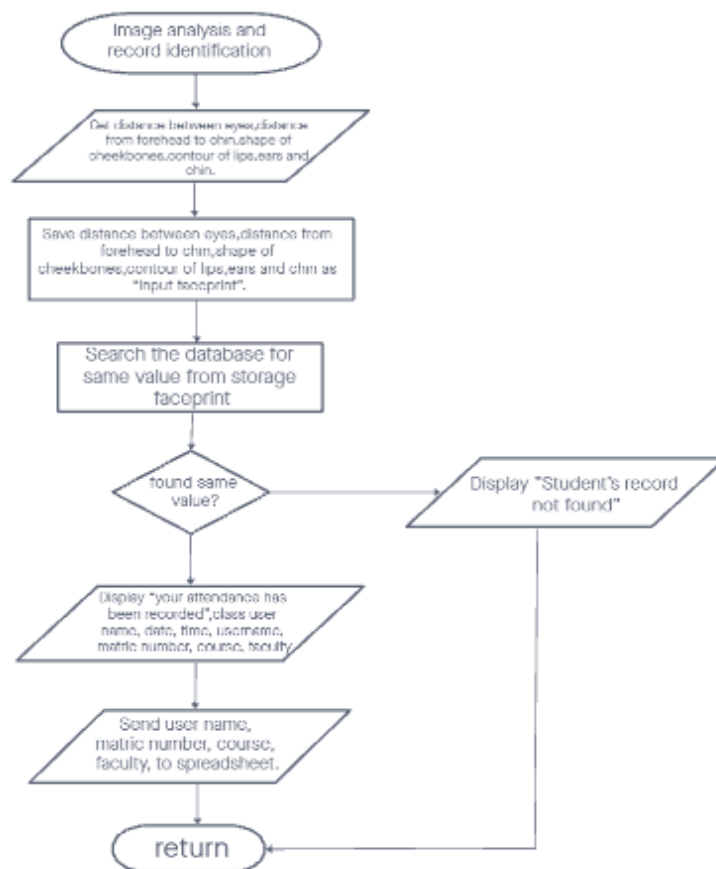 Image analysis and
record identification
Get distance between eyes,distance
from forehead to chin,shape of
cheekbones,contour of lips,ears and
chin.
Save distance between eyes,distance from
forehead to chin,shape of
cheekbones,contour of lips,ears and chin as
"input faceprint".
Search the database for
same value from storage
faceprint
found same
value?
Display "Student's record
not found"
Display "your attendance has
been recorded",class user
name, date, time, username,
matric number, course, faculty
Send user name,
matric number, course,
faculty, to spreadsheet.
return